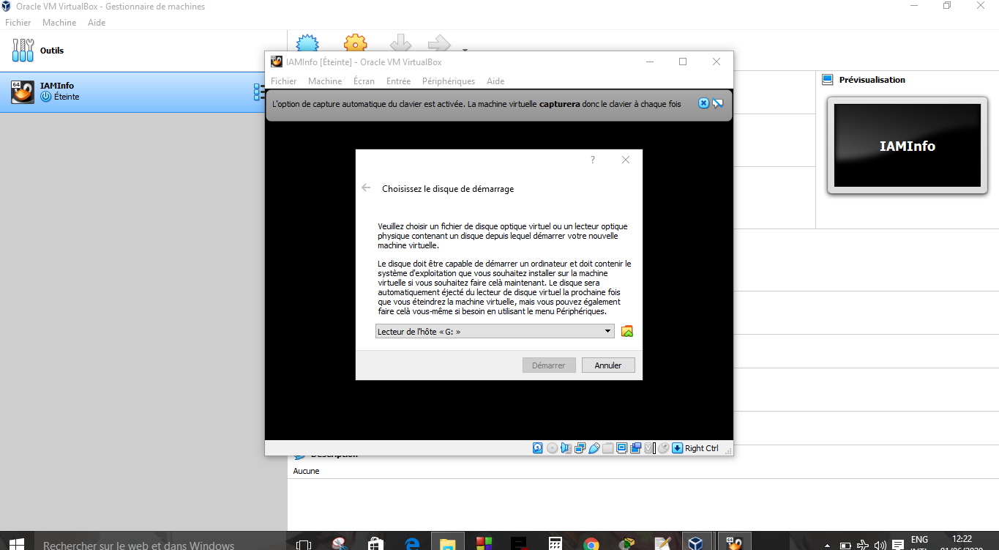 Oracle VM VirtualBox - Gestionnaire de machines
Fichier Machine Aide
Outils
IAMInfo
Éteinte
64
IAMInfo [Éteinte] - Oracle VM VirtualBox
Fichier Machine Écran Entrée Périphériques Aide
L'option de capture automatique du clavier est activée. La machine virtuelle capturera donc le clavier à chaque fois
?
Choisissez le disque de démarrage
Veuillez choisir un fichier de disque optique virtuel ou un lecteur optique
physique contenant un disque depuis lequel démarrer votre nouvelle
machine virtuelle.
Le disque doit être capable de démarrer un ordinateur et doit contenir le
système d'exploitation que vous souhaitez installer sur la machine
virtuelle si vous souhaitez faire celà maintenant. Le disque sera
automatiquement éjecté du lecteur de disque virtuel la prochaine fois
que vous éteindrez la machine virtuelle, mais vous pouvez également
faire celà vous-même si besoin en utilisant le menu Périphériques.
Lecteur de l'hôte « G: »
Démarrer Annuler
Right Ctrl
Prévisualisation
IAMInfo
Description
Aucune
Rechercher sur le web et dans Windows
ENG
INTL
12:22
01/06/2020